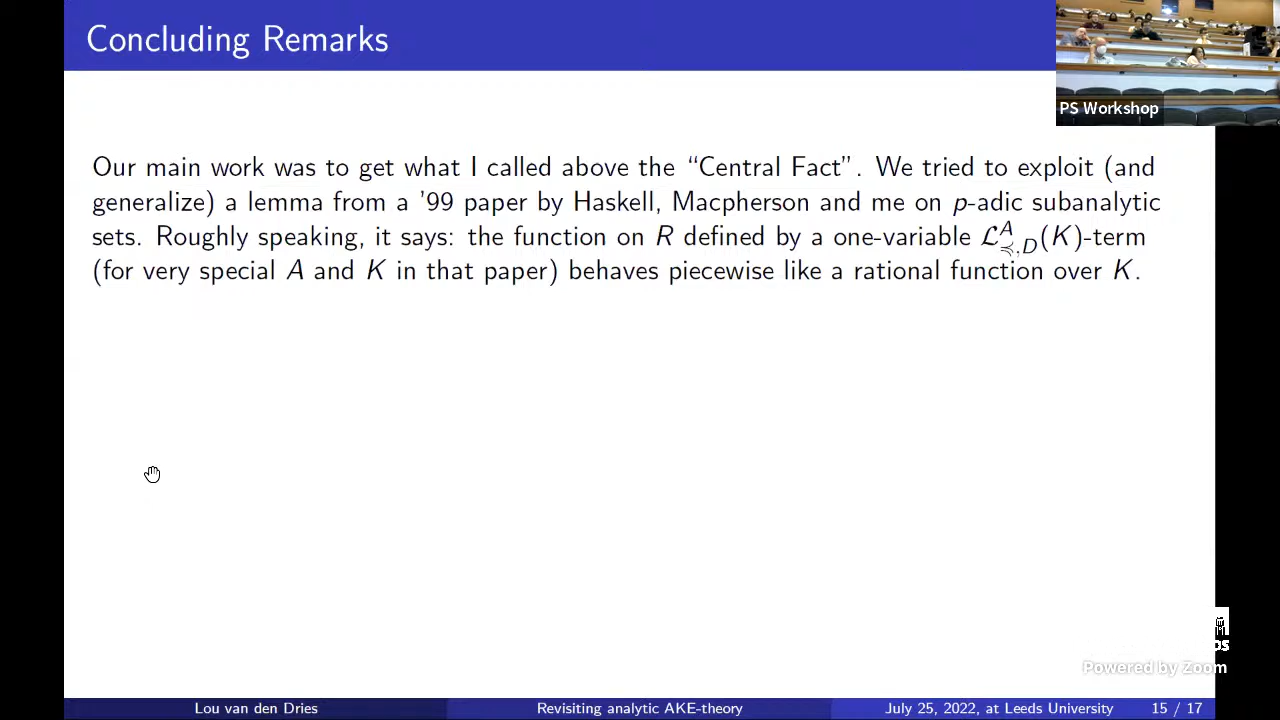 Concluding Remarks
PS Workshop
Our main work was to get what I called above the “Central Fact”. We tried to exploit (and
generalize) a lemma from a ’99 paper by Haskell, Macpherson and me on p-adic subanalytic
sets. Roughly speaking, it says: the function on R defined by a one-variable ℒ^A_{≼,D}(K)-term
(for very special A and K in that paper) behaves piecewise like a rational function over K.
Powered by Zoom
Lou van den Dries Revisiting analytic AKE-theory July 25, 2022, at Leeds University 15 / 17